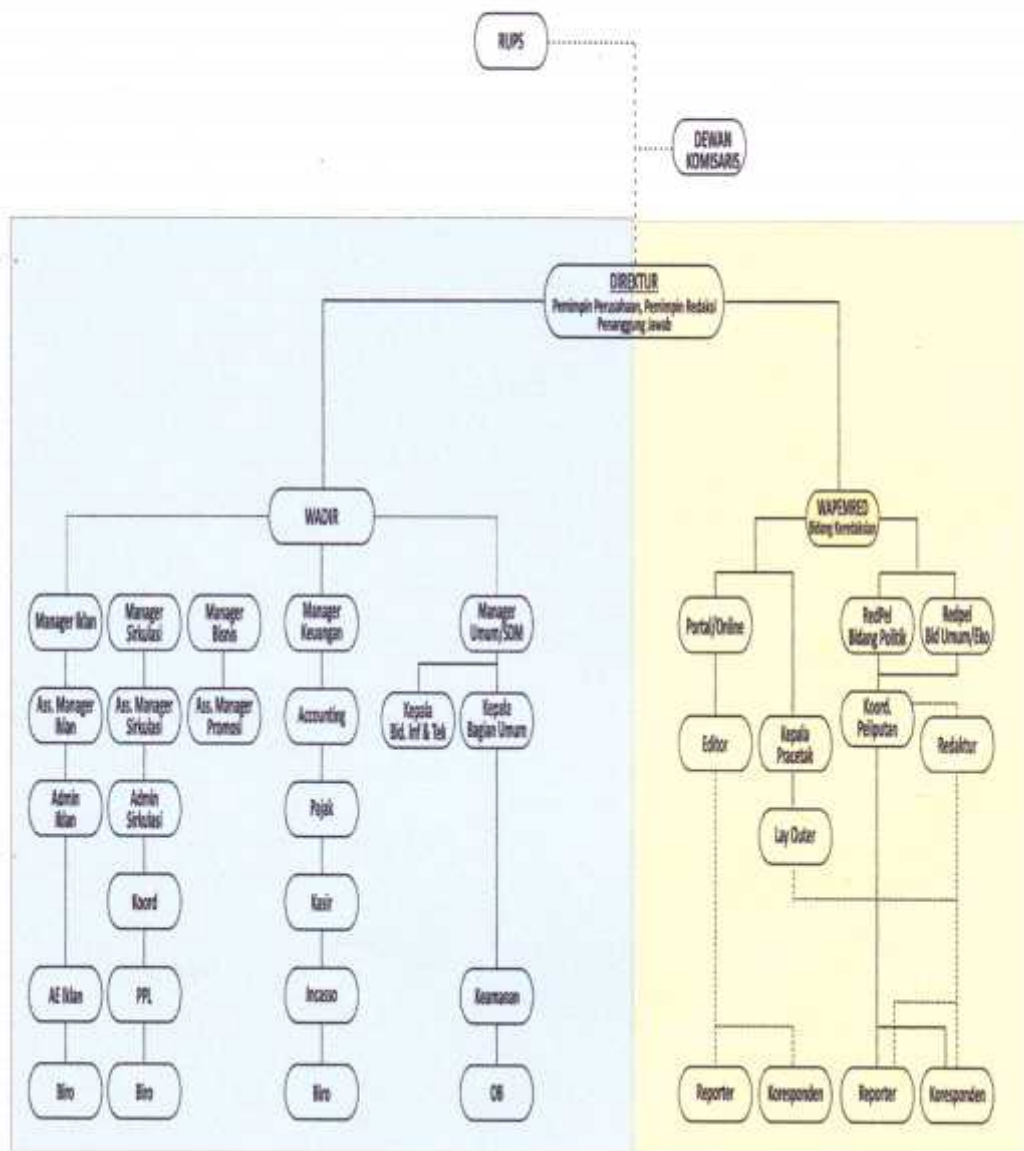 RUPS
DEWAN
KOMISARIS
DIREKTUR
Pemimpin Perusahaan, Pemimpin Redaksi
Penanggung Jawab
WADIR
WAPEMRED
Bidang Keredaksian
Manager Iklan
Manager
Sirkulasi
Manager
Bisnis
Manager
Keuangan
Manager
Umum/SDM
Portal/Online
RedPel
Bidang Politik
Redpel
Bid Umum/Eko
Ass. Manager
Iklan
Ass. Manager
Sirkulasi
Ass. Manager
Promosi
Accounting
Kepala
Bid. Inf & Tek
Kepala
Bagian Umum
Editor
Kepala
Pracetak
Koord.
Peliputan
Redaktur
Admin
Iklan
Admin
Sirkulasi
Pajak
Lay Outer
Koord
Kasir
AE Iklan
PPL
Incasso
Keamanan
Biro
Biro
Biro
OB
Reporter
Koresponden
Reporter
Koresponden